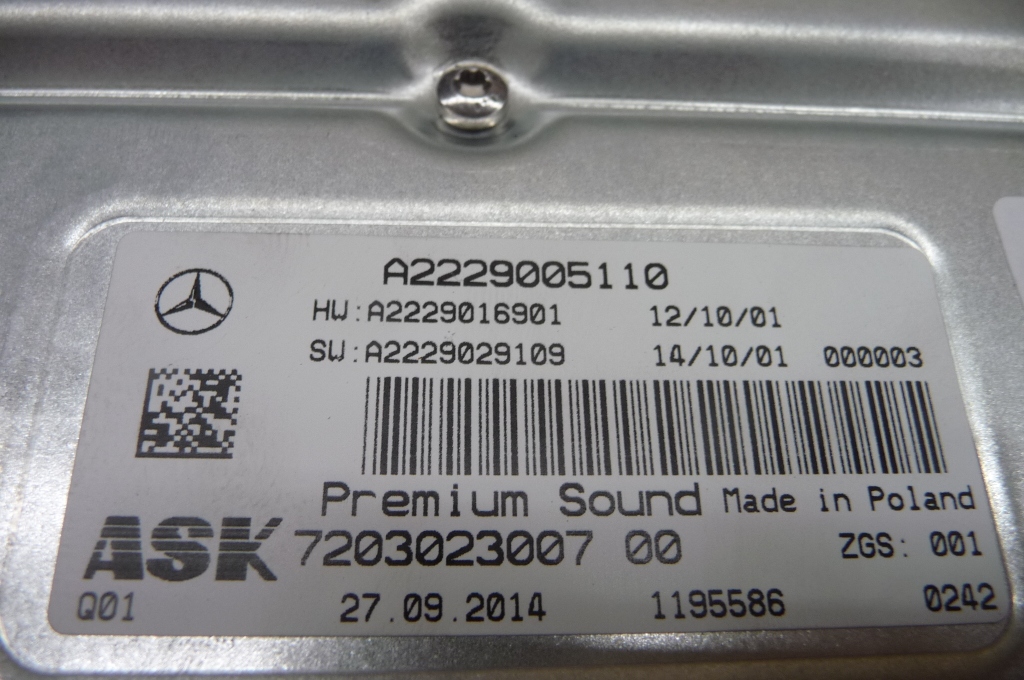 A2229005110
HW:A2229016901 12/10/01
SW:A2229029109 14/10/01 000003
Premium Sound Made in Poland
ASK 7203023007 00 ZGS: 001
Q01 27.09.2014 1195586 0242